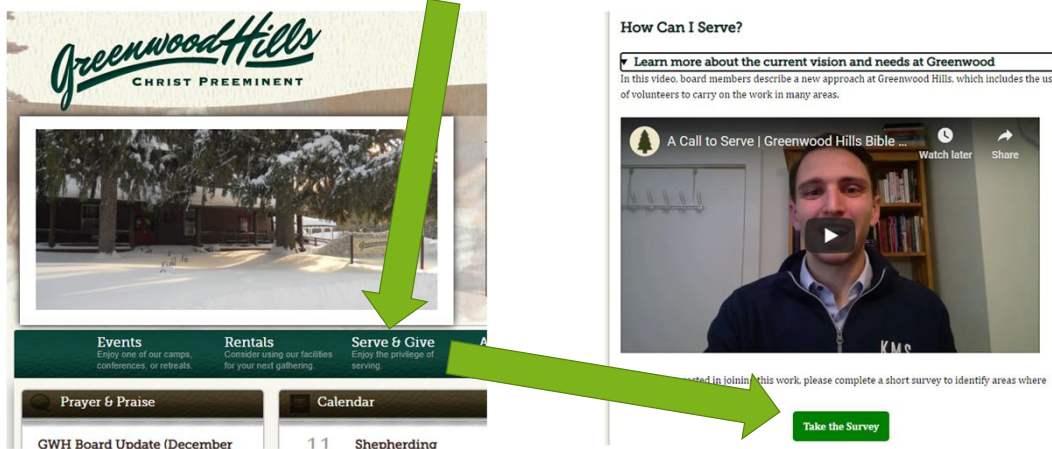 Greenwood Hills
CHRIST PREEMINENT
Events
Enjoy one of our camps,
conferences, or retreats.
Rentals
Consider using our facilities
for your next gathering.
Serve & Give
Enjoy the privilege of
serving.
A
Prayer & Praise
GWH Board Update (December
Calendar
11
Shepherding
How Can I Serve?
▼ Learn more about the current vision and needs at Greenwood
In this video, board members describe a new approach at Greenwood Hills, which includes the us
of volunteers to carry on the work in many areas.
A Call to Serve | Greenwood Hills Bible ...
Watch later
Share
KMS
in joining this work, please complete a short survey to identify areas where
Take the Survey